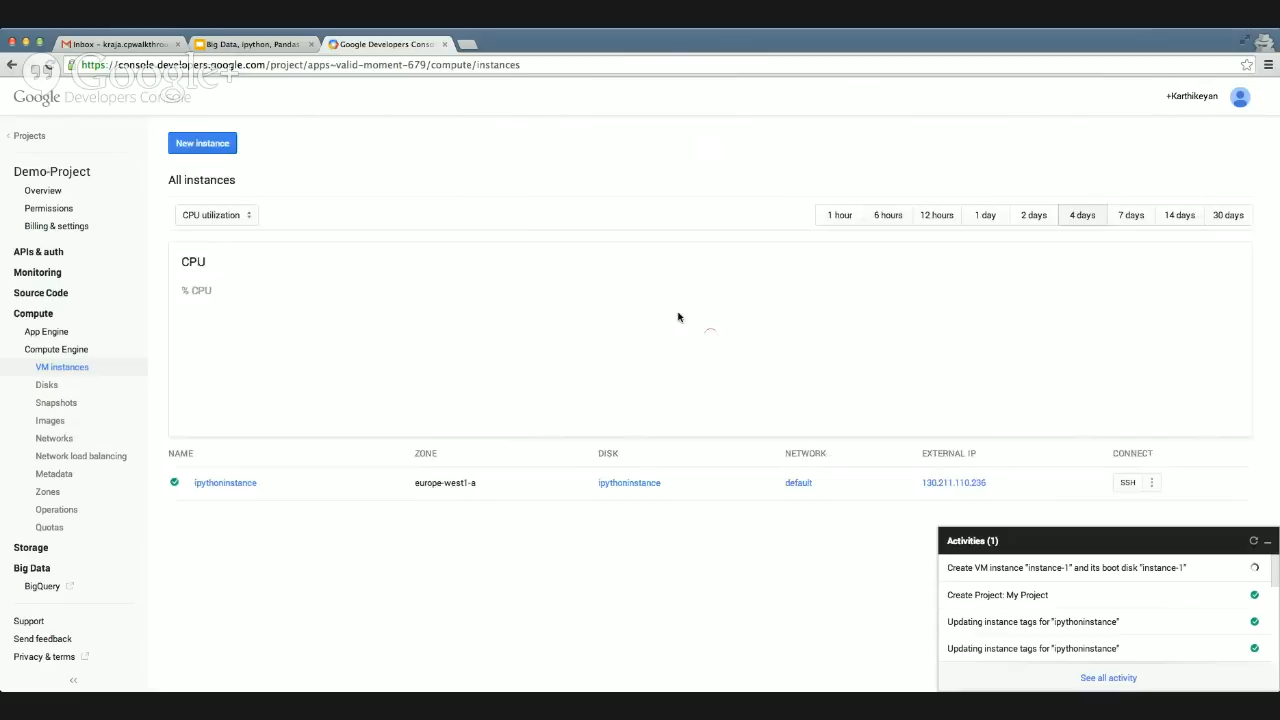 Inbox – kraja.cpwalkthrou
Big Data, ipython, Pandas
Google Developers Conso
https://console.developers.google.com/project/apps~valid-moment-679/compute/instances
Google+
Google Developers Console
+Karthikeyan
Projects
New instance
Demo-Project
All instances
Overview
Permissions
CPU utilization
1 hour
6 hours
12 hours
1 day
2 days
4 days
7 days
14 days
30 days
Billing & settings
APIs & auth
CPU
Monitoring
% CPU
Source Code
Compute
App Engine
Compute Engine
VM instances
Disks
Snapshots
Images
Networks
Network load balancing
Metadata
Zones
Operations
Quotas
Storage
Big Data
BigQuery
Support
Send feedback
Privacy & terms
<<
NAME
ZONE
DISK
NETWORK
EXTERNAL IP
CONNECT
ipythoninstance
europe-west1-a
ipythoninstance
default
130.211.110.236
SSH
Activities (1)
Create VM instance "instance-1" and its boot disk "instance-1"
Create Project: My Project
Updating instance tags for "ipythoninstance"
Updating instance tags for "ipythoninstance"
See all activity